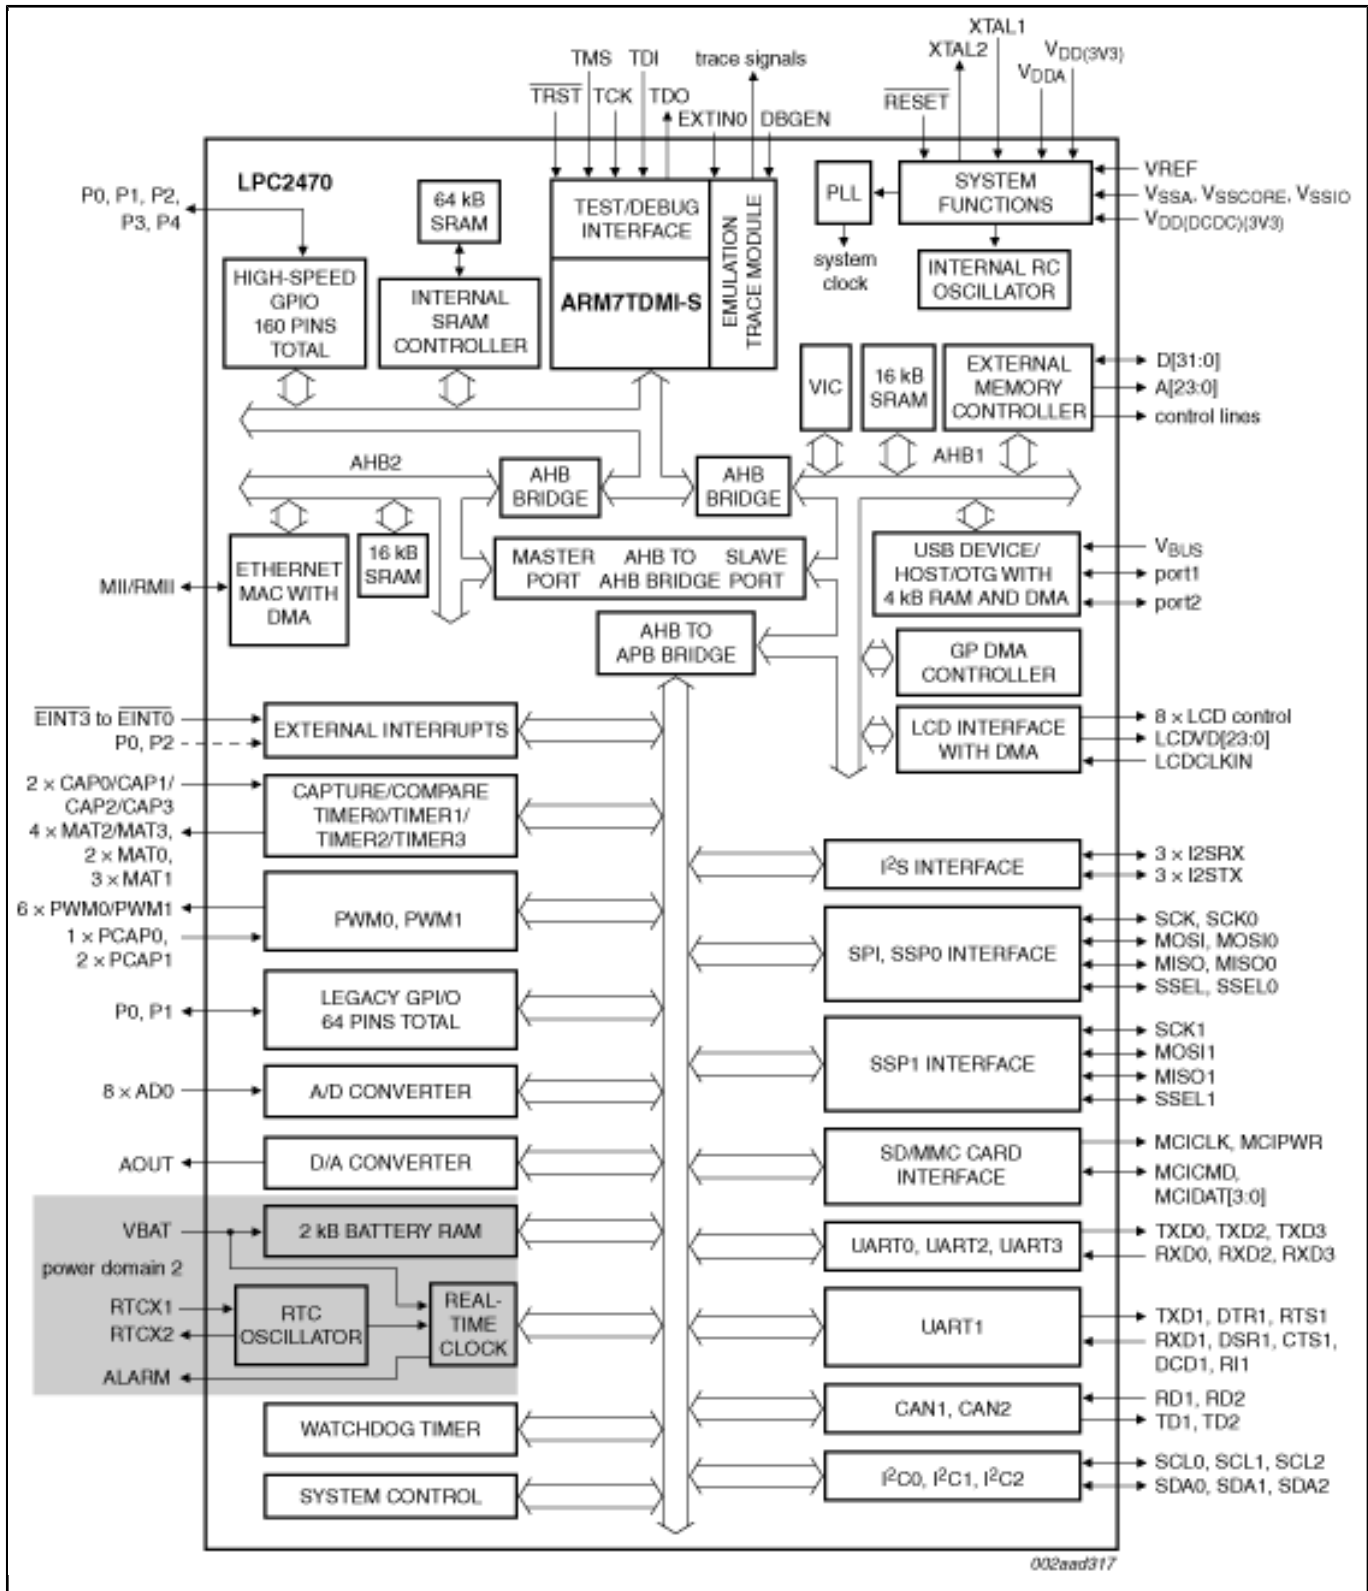 XTAL1
XTAL2
VDD(3V3)
VDDA
TMS TDI
trace signals
TRST TCK TDO
RESET
EXTIN0 DBGEN
LPC2470
P0, P1, P2,
P3, P4
64 kB
SRAM
TEST/DEBUG
INTERFACE
EMULATION
TRACE MODULE
PLL
SYSTEM
FUNCTIONS
VREF
VSSA, VSSCORE, VSSIO
VDD(DCDC)(3V3)
system
clock
HIGH-SPEED
GPIO
160 PINS
TOTAL
INTERNAL
SRAM
CONTROLLER
ARM7TDMI-S
INTERNAL RC
OSCILLATOR
VIC
16 kB
SRAM
EXTERNAL
MEMORY
CONTROLLER
D[31:0]
A[23:0]
control lines
AHB2
AHB
BRIDGE
AHB
BRIDGE
AHB1
MII/RMII
ETHERNET
MAC WITH
DMA
16 kB
SRAM
MASTER AHB TO SLAVE
PORT AHB BRIDGE PORT
USB DEVICE/
HOST/OTG WITH
4 kB RAM AND DMA
VBUS
port1
port2
AHB TO
APB BRIDGE
GP DMA
CONTROLLER
EINT3 to EINT0
P0, P2
EXTERNAL INTERRUPTS
LCD INTERFACE
WITH DMA
8 × LCD control
LCDVD[23:0]
LCDCLKIN
2 × CAP0/CAP1/
CAP2/CAP3
4 × MAT2/MAT3,
2 × MAT0,
3 × MAT1
CAPTURE/COMPARE
TIMER0/TIMER1/
TIMER2/TIMER3
I2S INTERFACE
3 × I2SRX
3 × I2STX
6 × PWM0/PWM1
1 × PCAP0,
2 × PCAP1
PWM0, PWM1
SPI, SSP0 INTERFACE
SCK, SCK0
MOSI, MOSI0
MISO, MISO0
SSEL, SSEL0
P0, P1
LEGACY GPI/O
64 PINS TOTAL
SSP1 INTERFACE
SCK1
MOSI1
MISO1
SSEL1
8 × AD0
A/D CONVERTER
AOUT
D/A CONVERTER
SD/MMC CARD
INTERFACE
MCICLK, MCIPWR
MCICMD,
MCIDAT[3:0]
VBAT
2 kB BATTERY RAM
power domain 2
UART0, UART2, UART3
TXD0, TXD2, TXD3
RXD0, RXD2, RXD3
RTCX1
RTCX2
ALARM
RTC
OSCILLATOR
REAL-
TIME
CLOCK
UART1
TXD1, DTR1, RTS1
RXD1, DSR1, CTS1,
DCD1, RI1
WATCHDOG TIMER
CAN1, CAN2
RD1, RD2
TD1, TD2
SYSTEM CONTROL
I2C0, I2C1, I2C2
SCL0, SCL1, SCL2
SDA0, SDA1, SDA2
002aad317